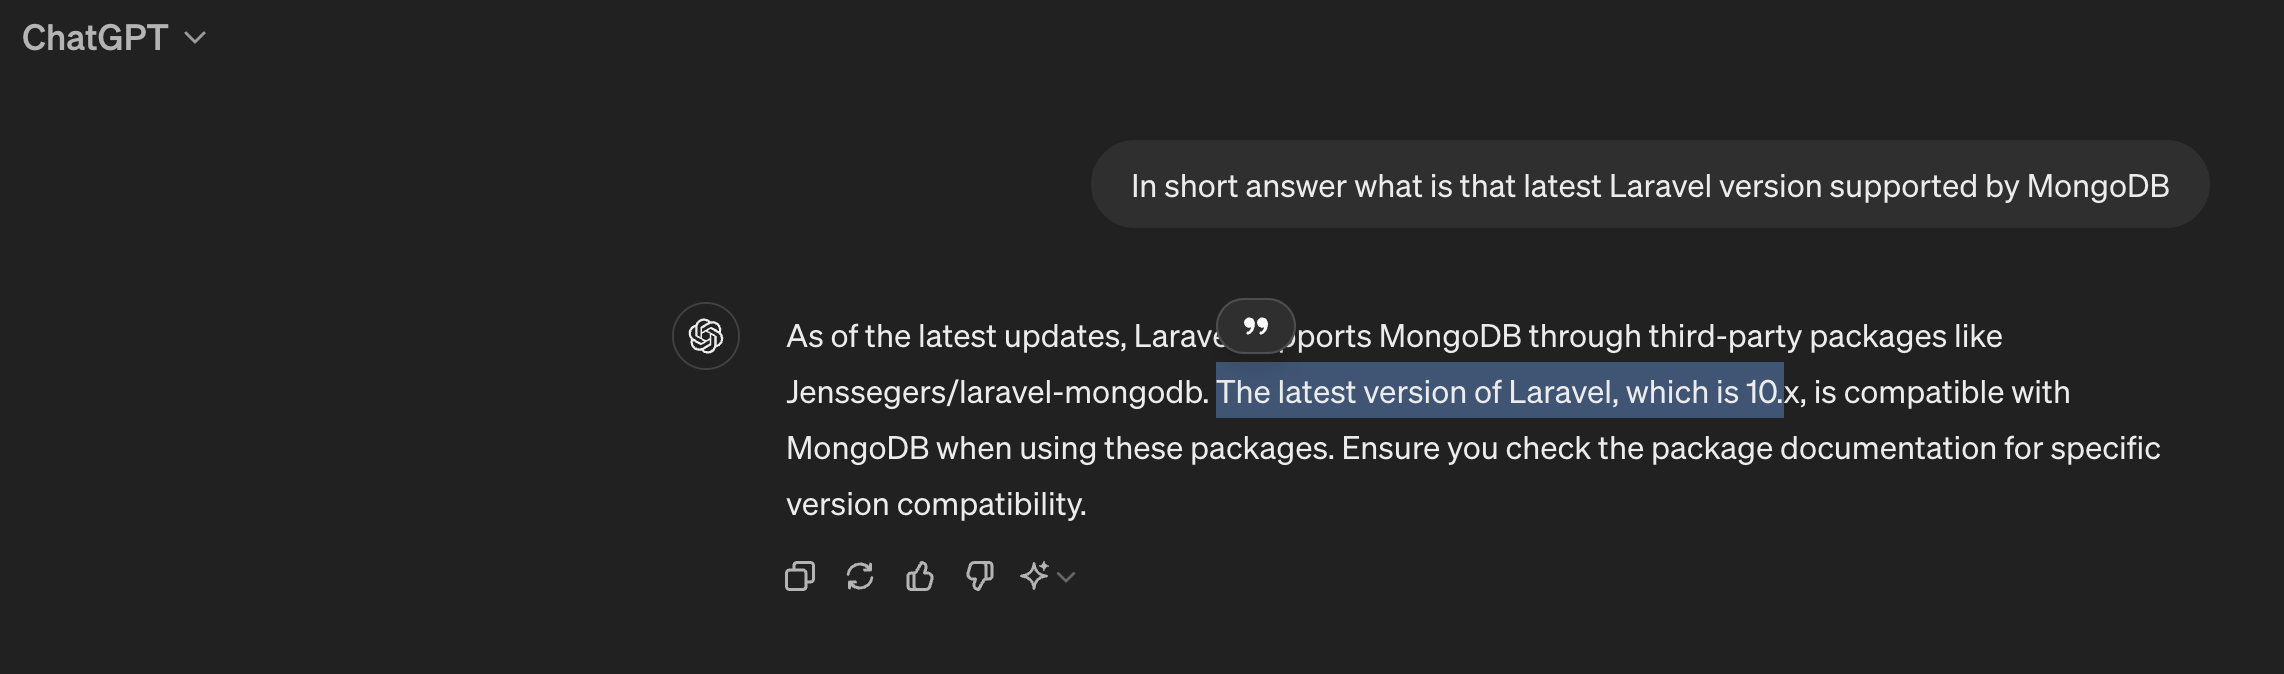 ChatGPT
In short answer what is that latest Laravel version supported by MongoDB
As of the latest updates, Larave pports MongoDB through third-party packages like
Jenssegers/laravel-mongodb. The latest version of Laravel, which is 10.x, is compatible with
MongoDB when using these packages. Ensure you check the package documentation for specific
version compatibility.